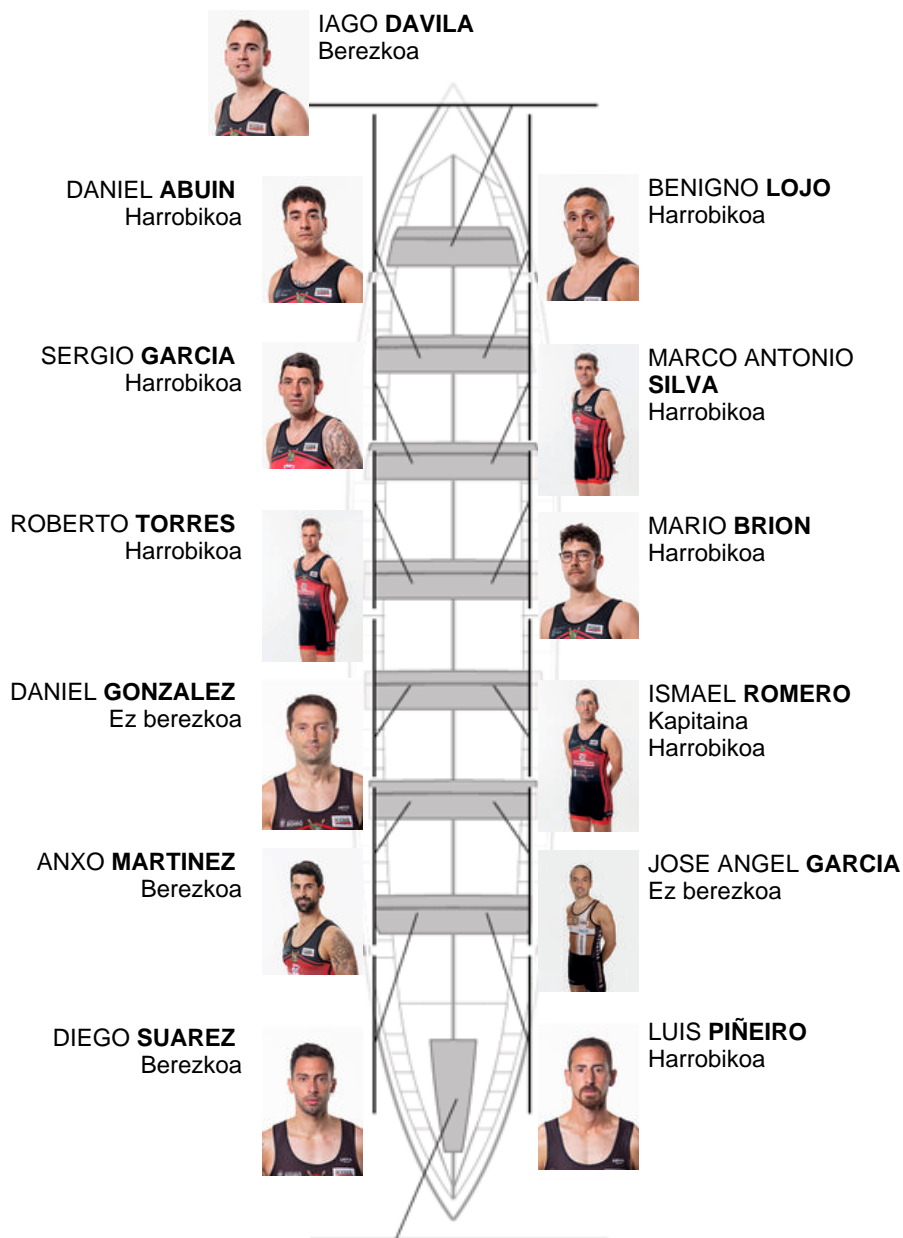 IAGO DAVILA
Berezkoa
DANIEL ABUIN
Harrobikoa
BENIGNO LOJO
Harrobikoa
SERGIO GARCIA
Harrobikoa
MARCO ANTONIO
SILVA
Harrobikoa
ROBERTO TORRES
Harrobikoa
MARIO BRION
Harrobikoa
DANIEL GONZALEZ
Ez berezkoa
ISMAEL ROMERO
Kapitaina
Harrobikoa
ANXO MARTINEZ
Berezkoa
JOSE ANGEL GARCIA
Ez berezkoa
DIEGO SUAREZ
Berezkoa
LUIS PIÑEIRO
Harrobikoa